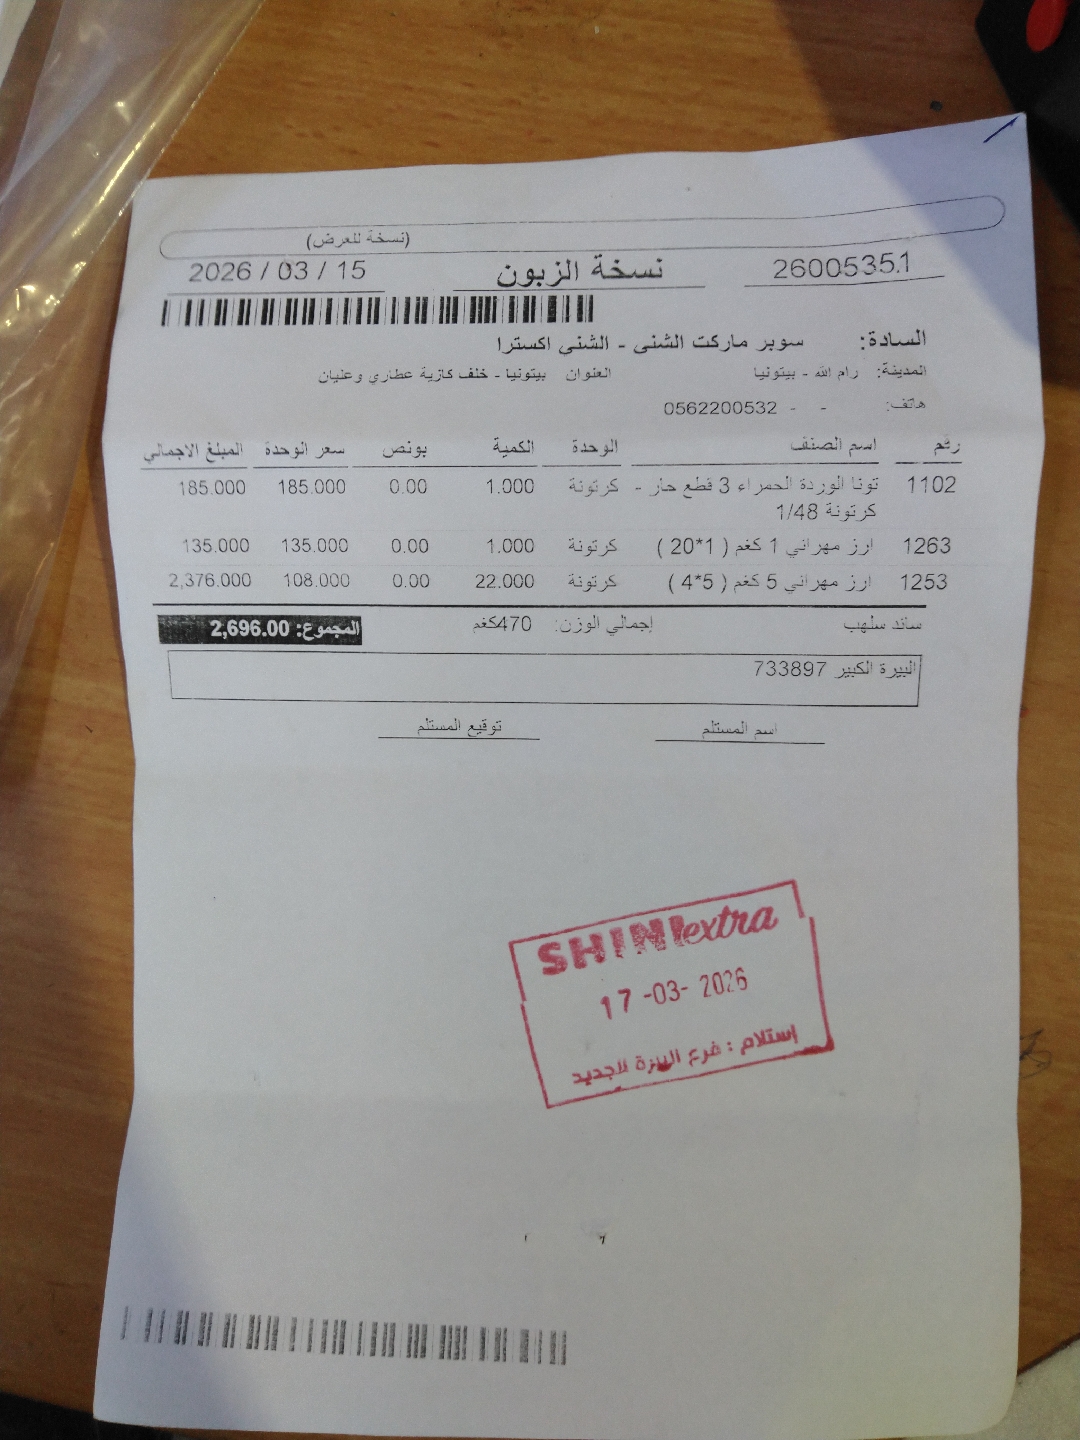 (نسخة للعرض)
26005351 نسخة الزبون 2026 / 03 / 15
السادة: سوبر ماركت الشنى - الشنى اكسترا
المدينة: رام الله - بيتونيا العنوان بيتونيا - خلف كازية عطاري وعنيان
هاتف: - - 0562200532
رقم اسم الصنف الوحدة الكمية بونص سعر الوحدة المبلغ الاجمالي
1102 تونا الوردة الحمراء 3 قطع حار - كرتونة 1.000 0.00 185.000 185.000
كرتونة 1/48
1263 ارز مهراني 1 كغم ( 1*20 ) كرتونة 1.000 0.00 135.000 135.000
1253 ارز مهراني 5 كغم ( 5*4 ) كرتونة 22.000 0.00 108.000 2,376.000
ساند سلهب إجمالي الوزن: 470كغم المجموع: 2,696.00
البيرة الكبير 733897
اسم المستلم توقيع المستلم
SHINI extra
17 -03- 2026
إستلام : فرع البيرة الجديد